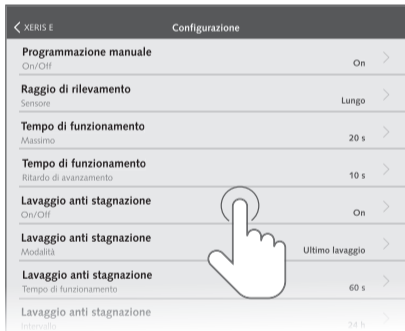 XERIS E Configurazione
Programmazione manuale
On/Off On
Raggio di rilevamento
Sensore Lungo
Tempo di funzionamento
Massimo 20 s
Tempo di funzionamento
Ritardo di avanzamento 10 s
Lavaggio anti stagnazione
On/Off On
Lavaggio anti stagnazione
Modalità Ultimo lavaggio
Lavaggio anti stagnazione
Tempo di funzionamento 60 s
Lavaggio anti stagnazione
Intervallo 24 h